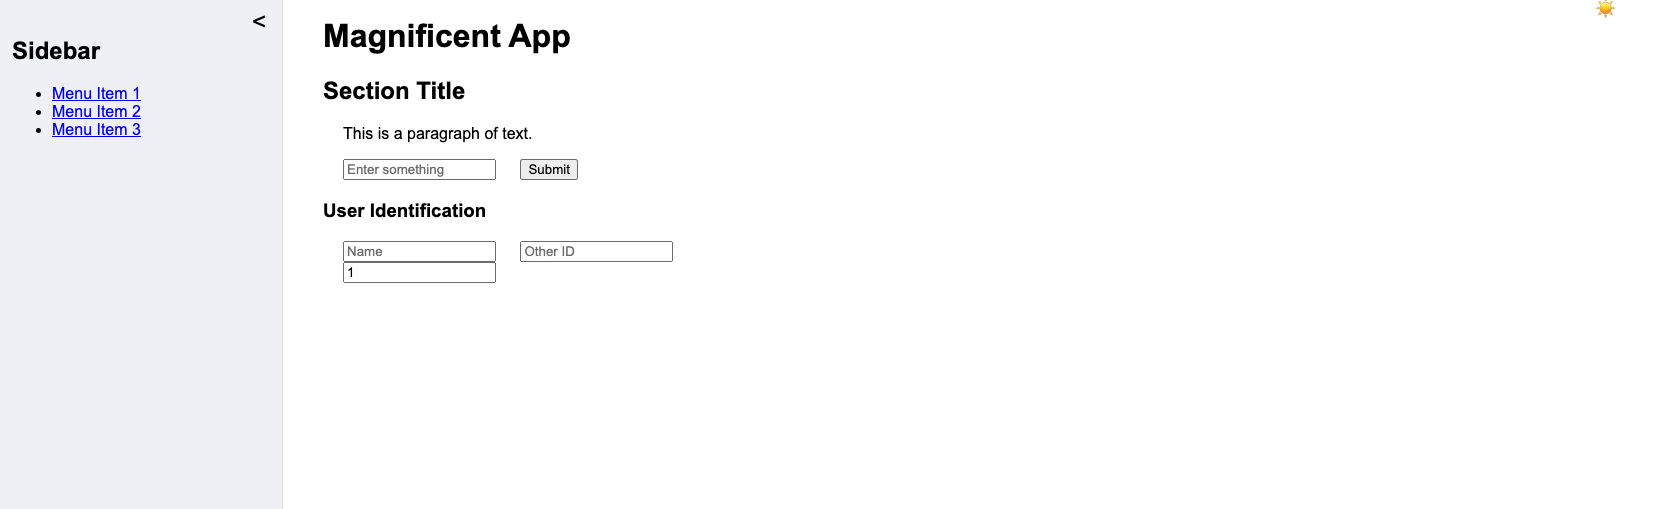 <
Sidebar
Menu Item 1
Menu Item 2
Menu Item 3
Magnificent App
Section Title
This is a paragraph of text.
Enter something Submit
User Identification
Name Other ID
1